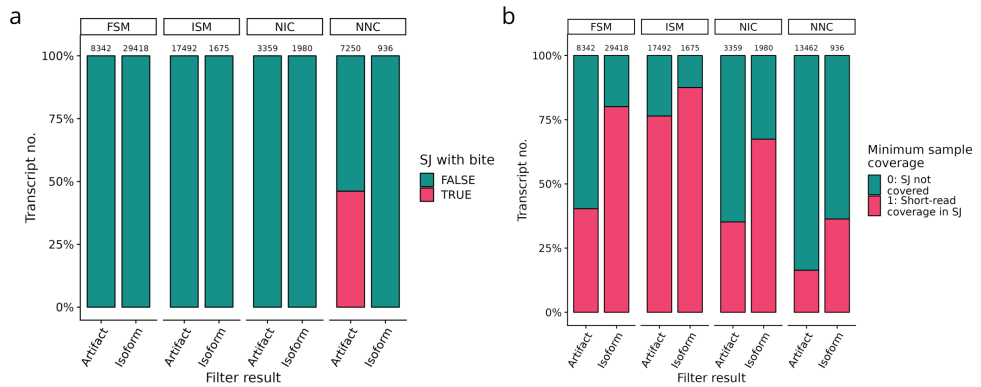 a
FSM ISM NIC NNC
8342 29418 17492 1675 3359 1980 7250 936
100%
75%
50%
25%
0%
Transcript no.
Artifact Isoform Artifact Isoform Artifact Isoform Artifact Isoform
Filter result
SJ with bite
FALSE
TRUE
b
FSM ISM NIC NNC
8342 29418 17492 1675 3359 1980 13462 936
100%
75%
50%
25%
0%
Transcript no.
Artifact Isoform Artifact Isoform Artifact Isoform Artifact Isoform
Filter result
Minimum sample
coverage
0: SJ not
covered
1: Short-read
coverage in SJ